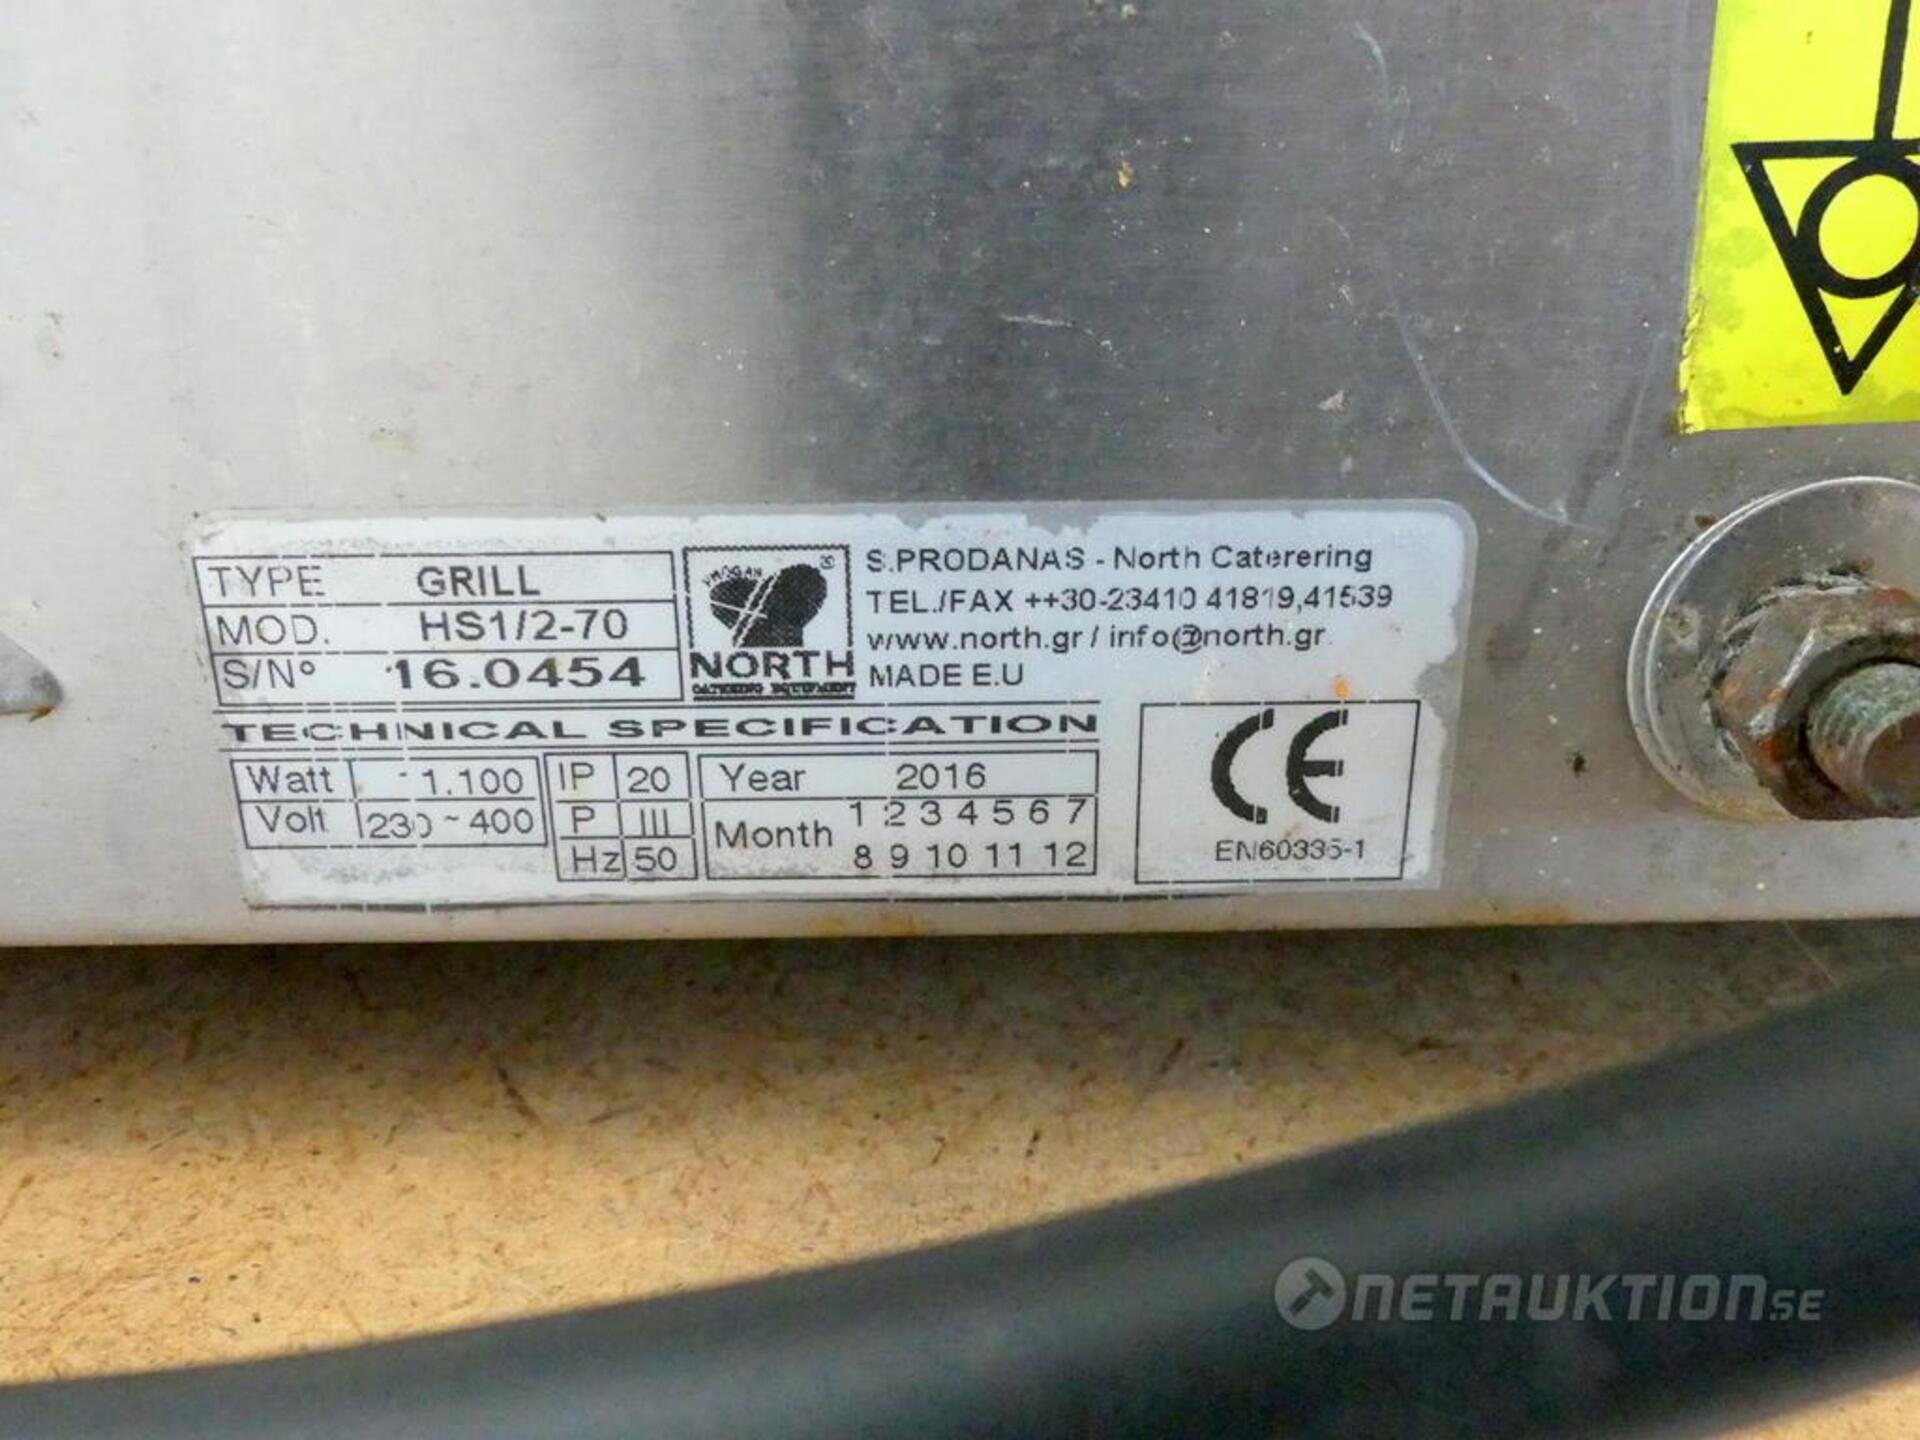 TYPE GRILL
MOD. HS1/2-70
S/N° 16.0454
NORTH
CATERING EQUIPMENT
S.PRODANAS - North Caterering
TEL./FAX ++30-23410 41819,41539
www.north.gr / info@north.gr
MADE E.U
TECHNICAL SPECIFICATION
Watt 11.100
Volt 230 ~ 400
IP 20
P III
Hz 50
Year 2016
Month 1 2 3 4 5 6 7
8 9 10 11 12
CE
EN60335-1
NETAUKTION.SE